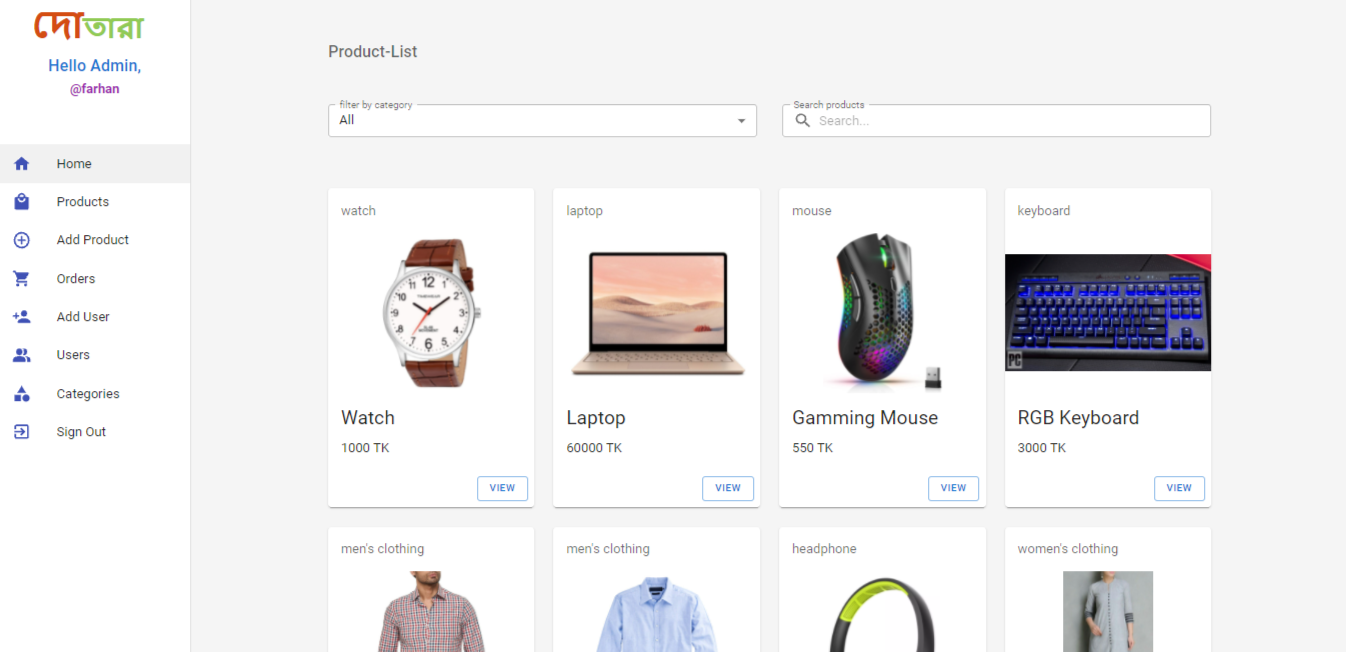 দোতারা
Hello Admin,
@farhan
Home
Products
Add Product
Orders
Add User
Users
Categories
Sign Out
Product-List
filter by category
All
Search products
Search...
watch
Watch
1000 TK
VIEW
laptop
Laptop
60000 TK
VIEW
mouse
Gamming Mouse
550 TK
VIEW
keyboard
PC
RGB Keyboard
3000 TK
VIEW
men's clothing
men's clothing
headphone
women's clothing